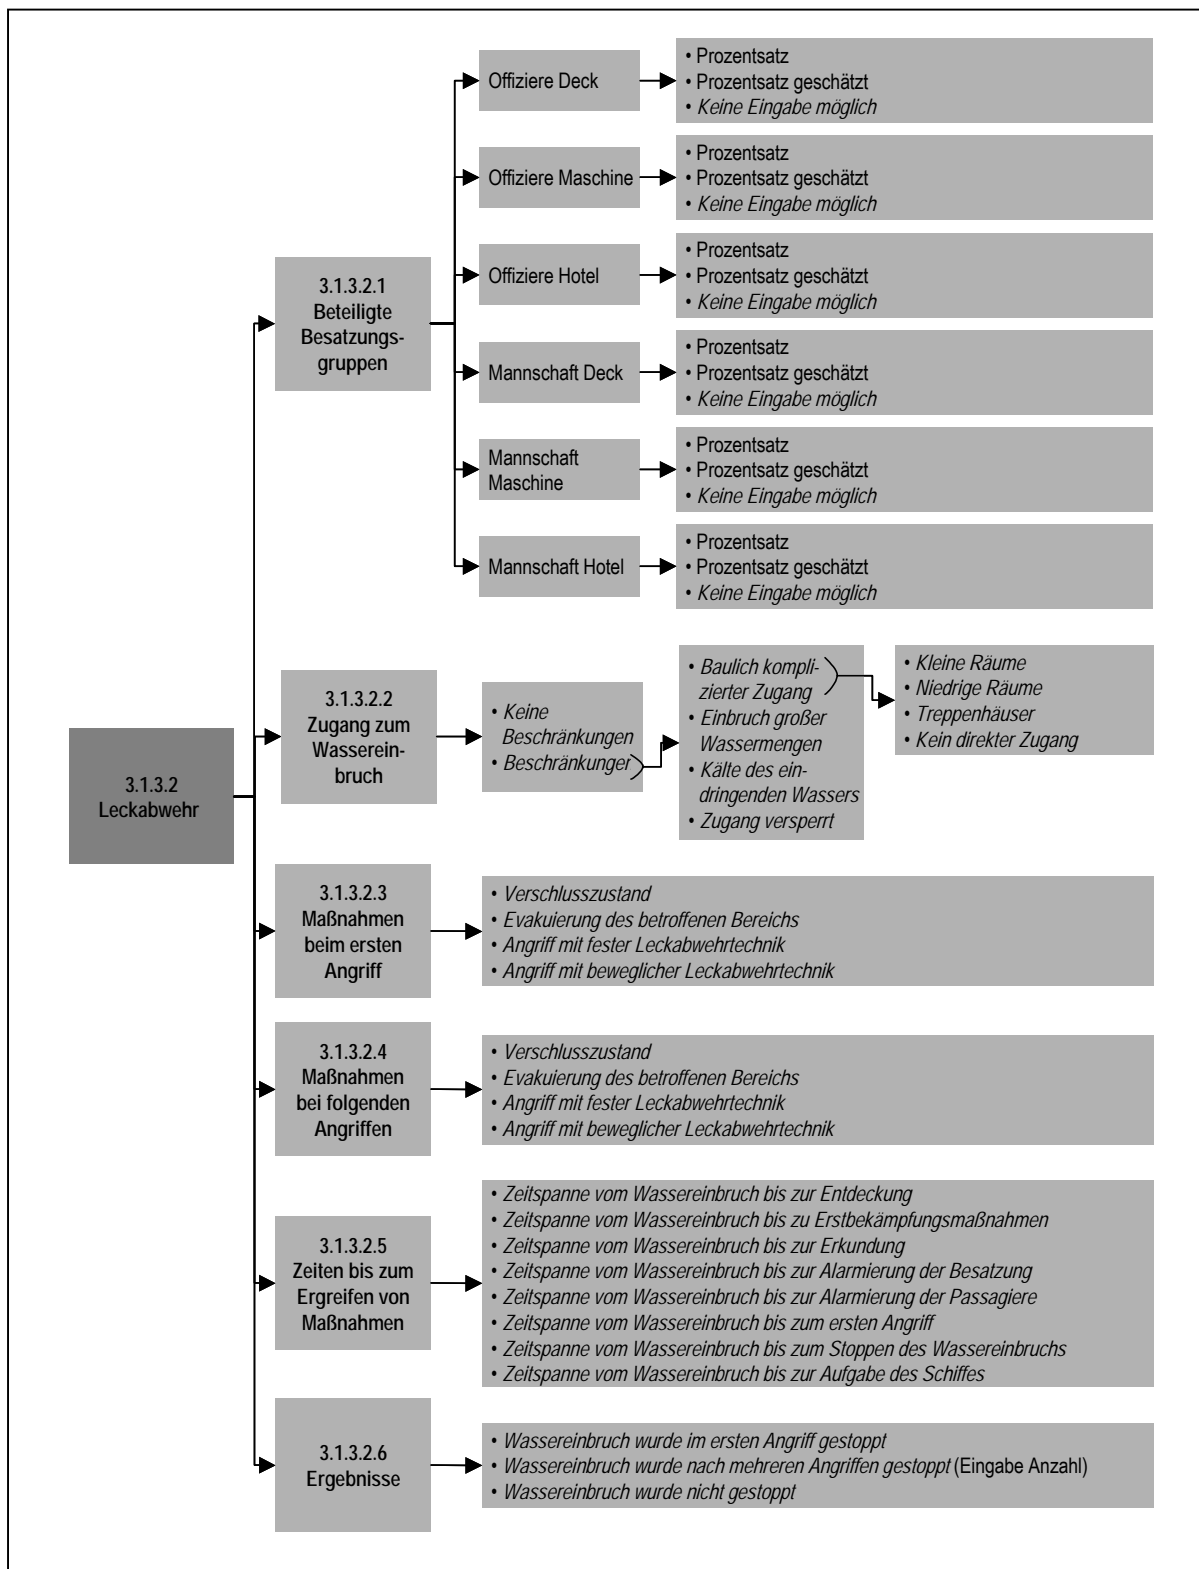 3.1.3.2
Leckabwehr
3.1.3.2.1
Beteiligte
Besatzungs-
gruppen
Offiziere Deck
• Prozentsatz
• Prozentsatz geschätzt
• Keine Eingabe möglich
Offiziere Maschine
• Prozentsatz
• Prozentsatz geschätzt
• Keine Eingabe möglich
Offiziere Hotel
• Prozentsatz
• Prozentsatz geschätzt
• Keine Eingabe möglich
Mannschaft Deck
• Prozentsatz
• Prozentsatz geschätzt
• Keine Eingabe möglich
Mannschaft
Maschine
• Prozentsatz
• Prozentsatz geschätzt
• Keine Eingabe möglich
Mannschaft Hotel
• Prozentsatz
• Prozentsatz geschätzt
• Keine Eingabe möglich
3.1.3.2.2
Zugang zum
Wasserein-
bruch
• Keine
Beschränkungen
• Beschränkunger
• Baulich kompli-
zierter Zugang
• Einbruch großer
Wassermengen
• Kälte des ein-
dringenden Wassers
• Zugang versperrt
• Kleine Räume
• Niedrige Räume
• Treppenhäuser
• Kein direkter Zugang
3.1.3.2.3
Maßnahmen
beim ersten
Angriff
• Verschlusszustand
• Evakuierung des betroffenen Bereichs
• Angriff mit fester Leckabwehrtechnik
• Angriff mit beweglicher Leckabwehrtechnik
3.1.3.2.4
Maßnahmen
bei folgenden
Angriffen
• Verschlusszustand
• Evakuierung des betroffenen Bereichs
• Angriff mit fester Leckabwehrtechnik
• Angriff mit beweglicher Leckabwehrtechnik
3.1.3.2.5
Zeiten bis zum
Ergreifen von
Maßnahmen
• Zeitspanne vom Wassereinbruch bis zur Entdeckung
• Zeitspanne vom Wassereinbruch bis zu Erstbekämpfungsmaßnahmen
• Zeitspanne vom Wassereinbruch bis zur Erkundung
• Zeitspanne vom Wassereinbruch bis zur Alarmierung der Besatzung
• Zeitspanne vom Wassereinbruch bis zur Alarmierung der Passagiere
• Zeitspanne vom Wassereinbruch bis zum ersten Angriff
• Zeitspanne vom Wassereinbruch bis zum Stoppen des Wassereinbruchs
• Zeitspanne vom Wassereinbruch bis zur Aufgabe des Schiffes
3.1.3.2.6
Ergebnisse
• Wassereinbruch wurde im ersten Angriff gestoppt
• Wassereinbruch wurde nach mehreren Angriffen gestoppt (Eingabe Anzahl)
• Wassereinbruch wurde nicht gestoppt